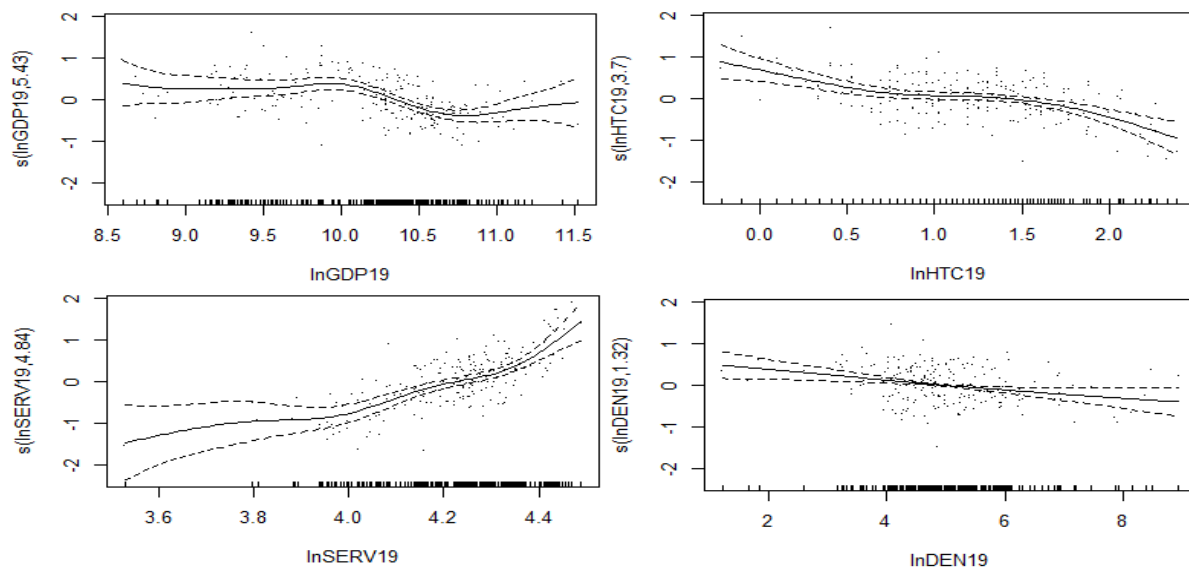 s(lnGDP19,5.43)
2
1
0
-1
-2
8.5 9.0 9.5 10.0 10.5 11.0 11.5
lnGDP19
s(lnHTC19,3.7)
2
1
0
-1
-2
0.0 0.5 1.0 1.5 2.0
lnHTC19
s(lnSERV19,4.84)
2
1
0
-1
-2
3.6 3.8 4.0 4.2 4.4
lnSERV19
s(lnDEN19,1.32)
2
1
0
-1
-2
2 4 6 8
lnDEN19